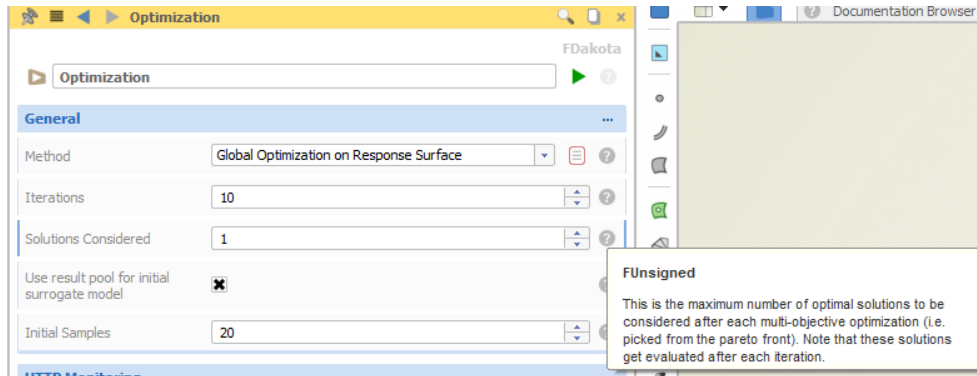 Optimization
Documentation Browser
FDakota
Optimization
General
Method
Global Optimization on Response Surface
Iterations
10
Solutions Considered
1
Use result pool for initial
surrogate model
Initial Samples
20
FUnsigned
This is the maximum number of optimal solutions to be
considered after each multi-objective optimization (i.e.
picked from the pareto front). Note that these solutions
get evaluated after each iteration.
HTTP Monitoring